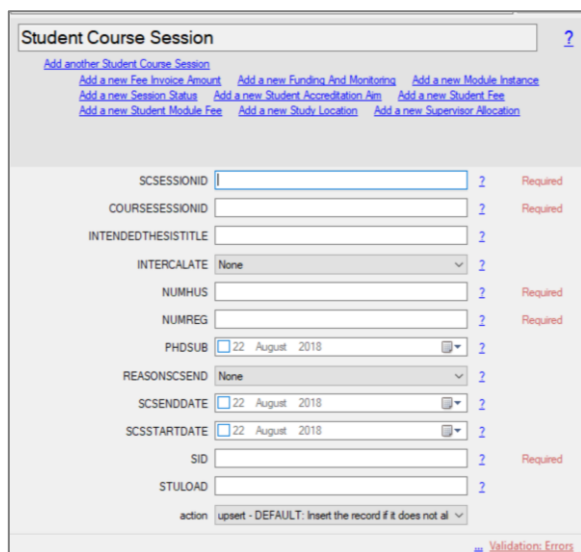 Student Course Session ?
Add another Student Course Session
Add a new Fee Invoice Amount Add a new Funding And Monitoring Add a new Module Instance
Add a new Session Status Add a new Student Accreditation Aim Add a new Student Fee
Add a new Student Module Fee Add a new Study Location Add a new Supervisor Allocation
SCSESSIONID ? Required
COURSESESSIONID ? Required
INTENDEDTHESISTITLE ?
INTERCALATE None ?
NUMHUS ? Required
NUMREG ? Required
PHDSUB 22 August 2018 ?
REASONSCSEND None ?
SCSENDDATE 22 August 2018 ?
SCSSTARTDATE 22 August 2018 ?
SID ? Required
STULOAD ?
action upsert - DEFAULT: Insert the record if it does not al
... Validation: Errors